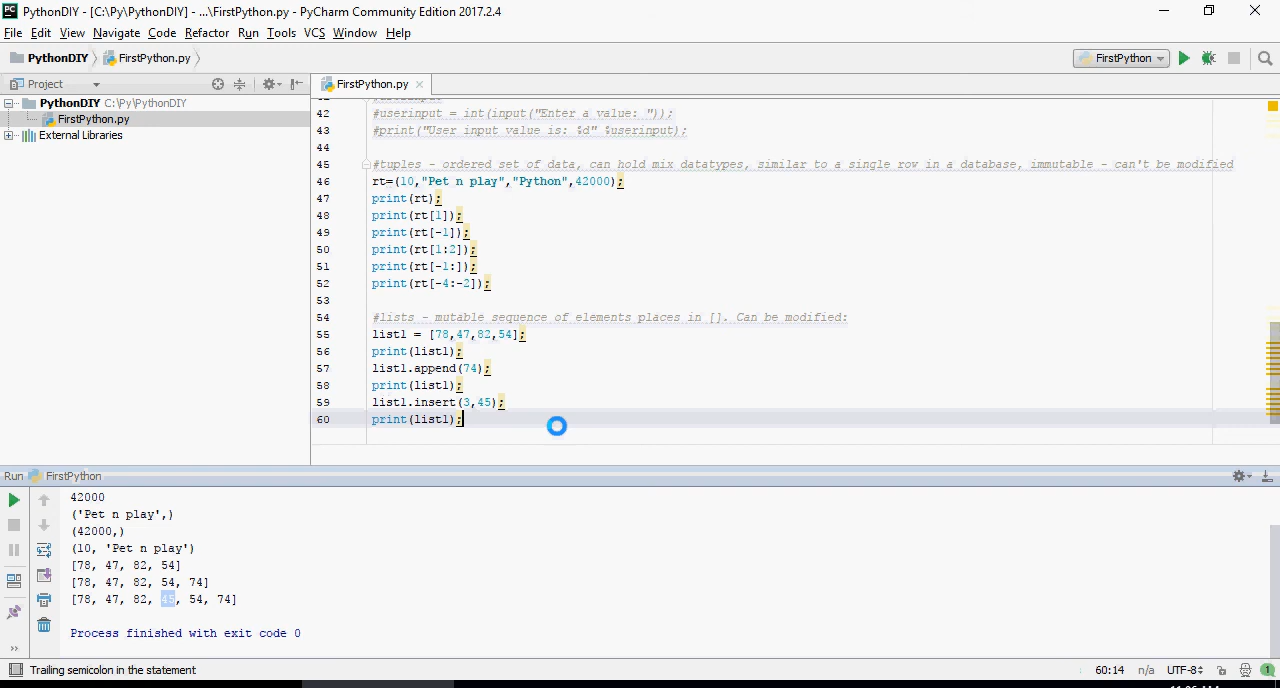 PythonDIY - [C:\Py\PythonDIY] - ...\FirstPython.py - PyCharm Community Edition 2017.2.4
File Edit View Navigate Code Refactor Run Tools VCS Window Help
PythonDIY FirstPython.py FirstPython
Project FirstPython.py
PythonDIY C:\Py\PythonDIY
FirstPython.py
External Libraries
42 #userinput = int(input("Enter a value: "));
43 #print("User input value is: %d" %userinput);
44
45 #tuples - ordered set of data, can hold mix datatypes, similar to a single row in a database, immutable - can't be modified
46 rt=(10,"Pet n play","Python",42000);
47 print(rt);
48 print(rt[1]);
49 print(rt[-1]);
50 print(rt[1:2]);
51 print(rt[-1:]);
52 print(rt[-4:-2]);
53
54 #lists - mutable sequence of elements places in []. Can be modified:
55 list1 = [78,47,82,54];
56 print(list1);
57 list1.append(74);
58 print(list1);
59 list1.insert(3,45);
60 print(list1);
Run FirstPython
42000
('Pet n play',)
(42000,)
(10, 'Pet n play')
[78, 47, 82, 54]
[78, 47, 82, 54, 74]
[78, 47, 82, 45, 54, 74]
Process finished with exit code 0
Trailing semicolon in the statement 60:14 n/a UTF-8 1